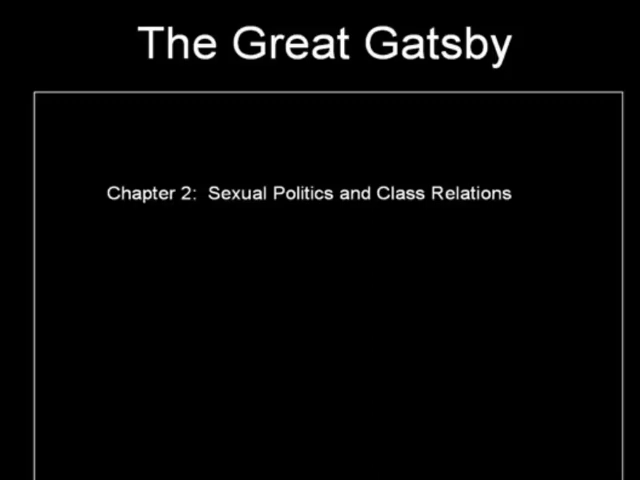 The Great Gatsby
Chapter 2:  Sexual Politics and Class Relations